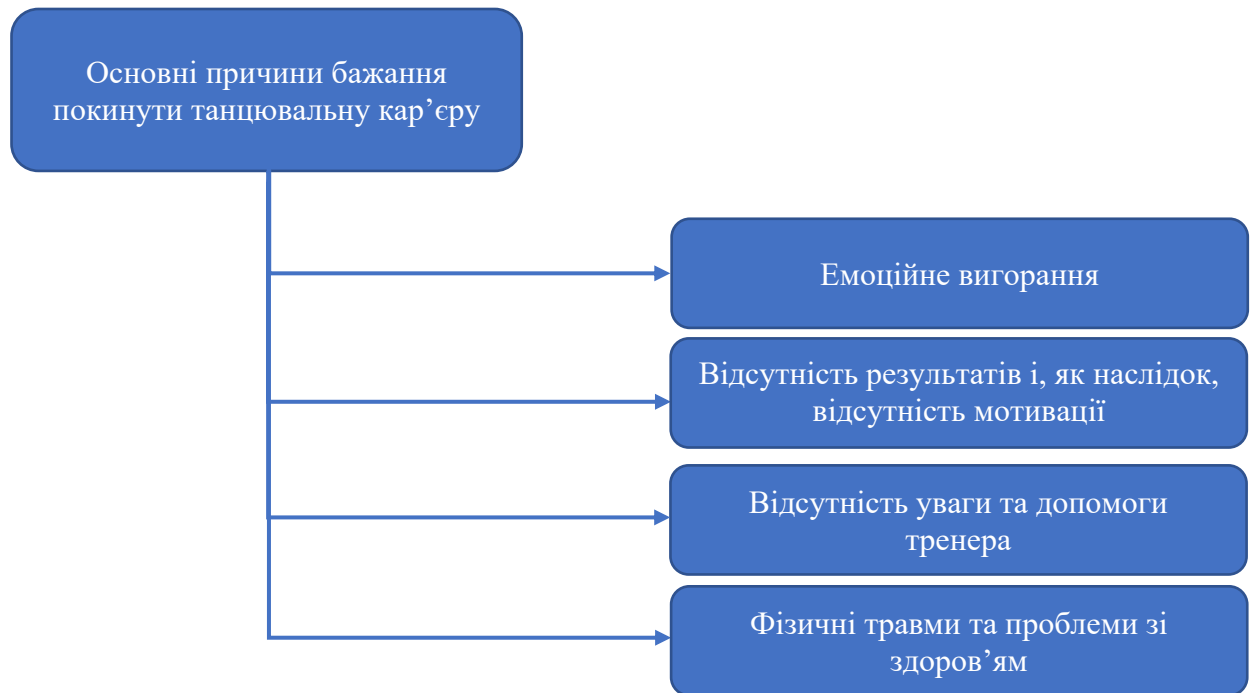 Основні причини бажання
покинути танцювальну кар’єру
Емоційне вигорання
Відсутність результатів і, як наслідок,
відсутність мотивації
Відсутність уваги та допомоги
тренера
Фізичні травми та проблеми зі
здоров’ям